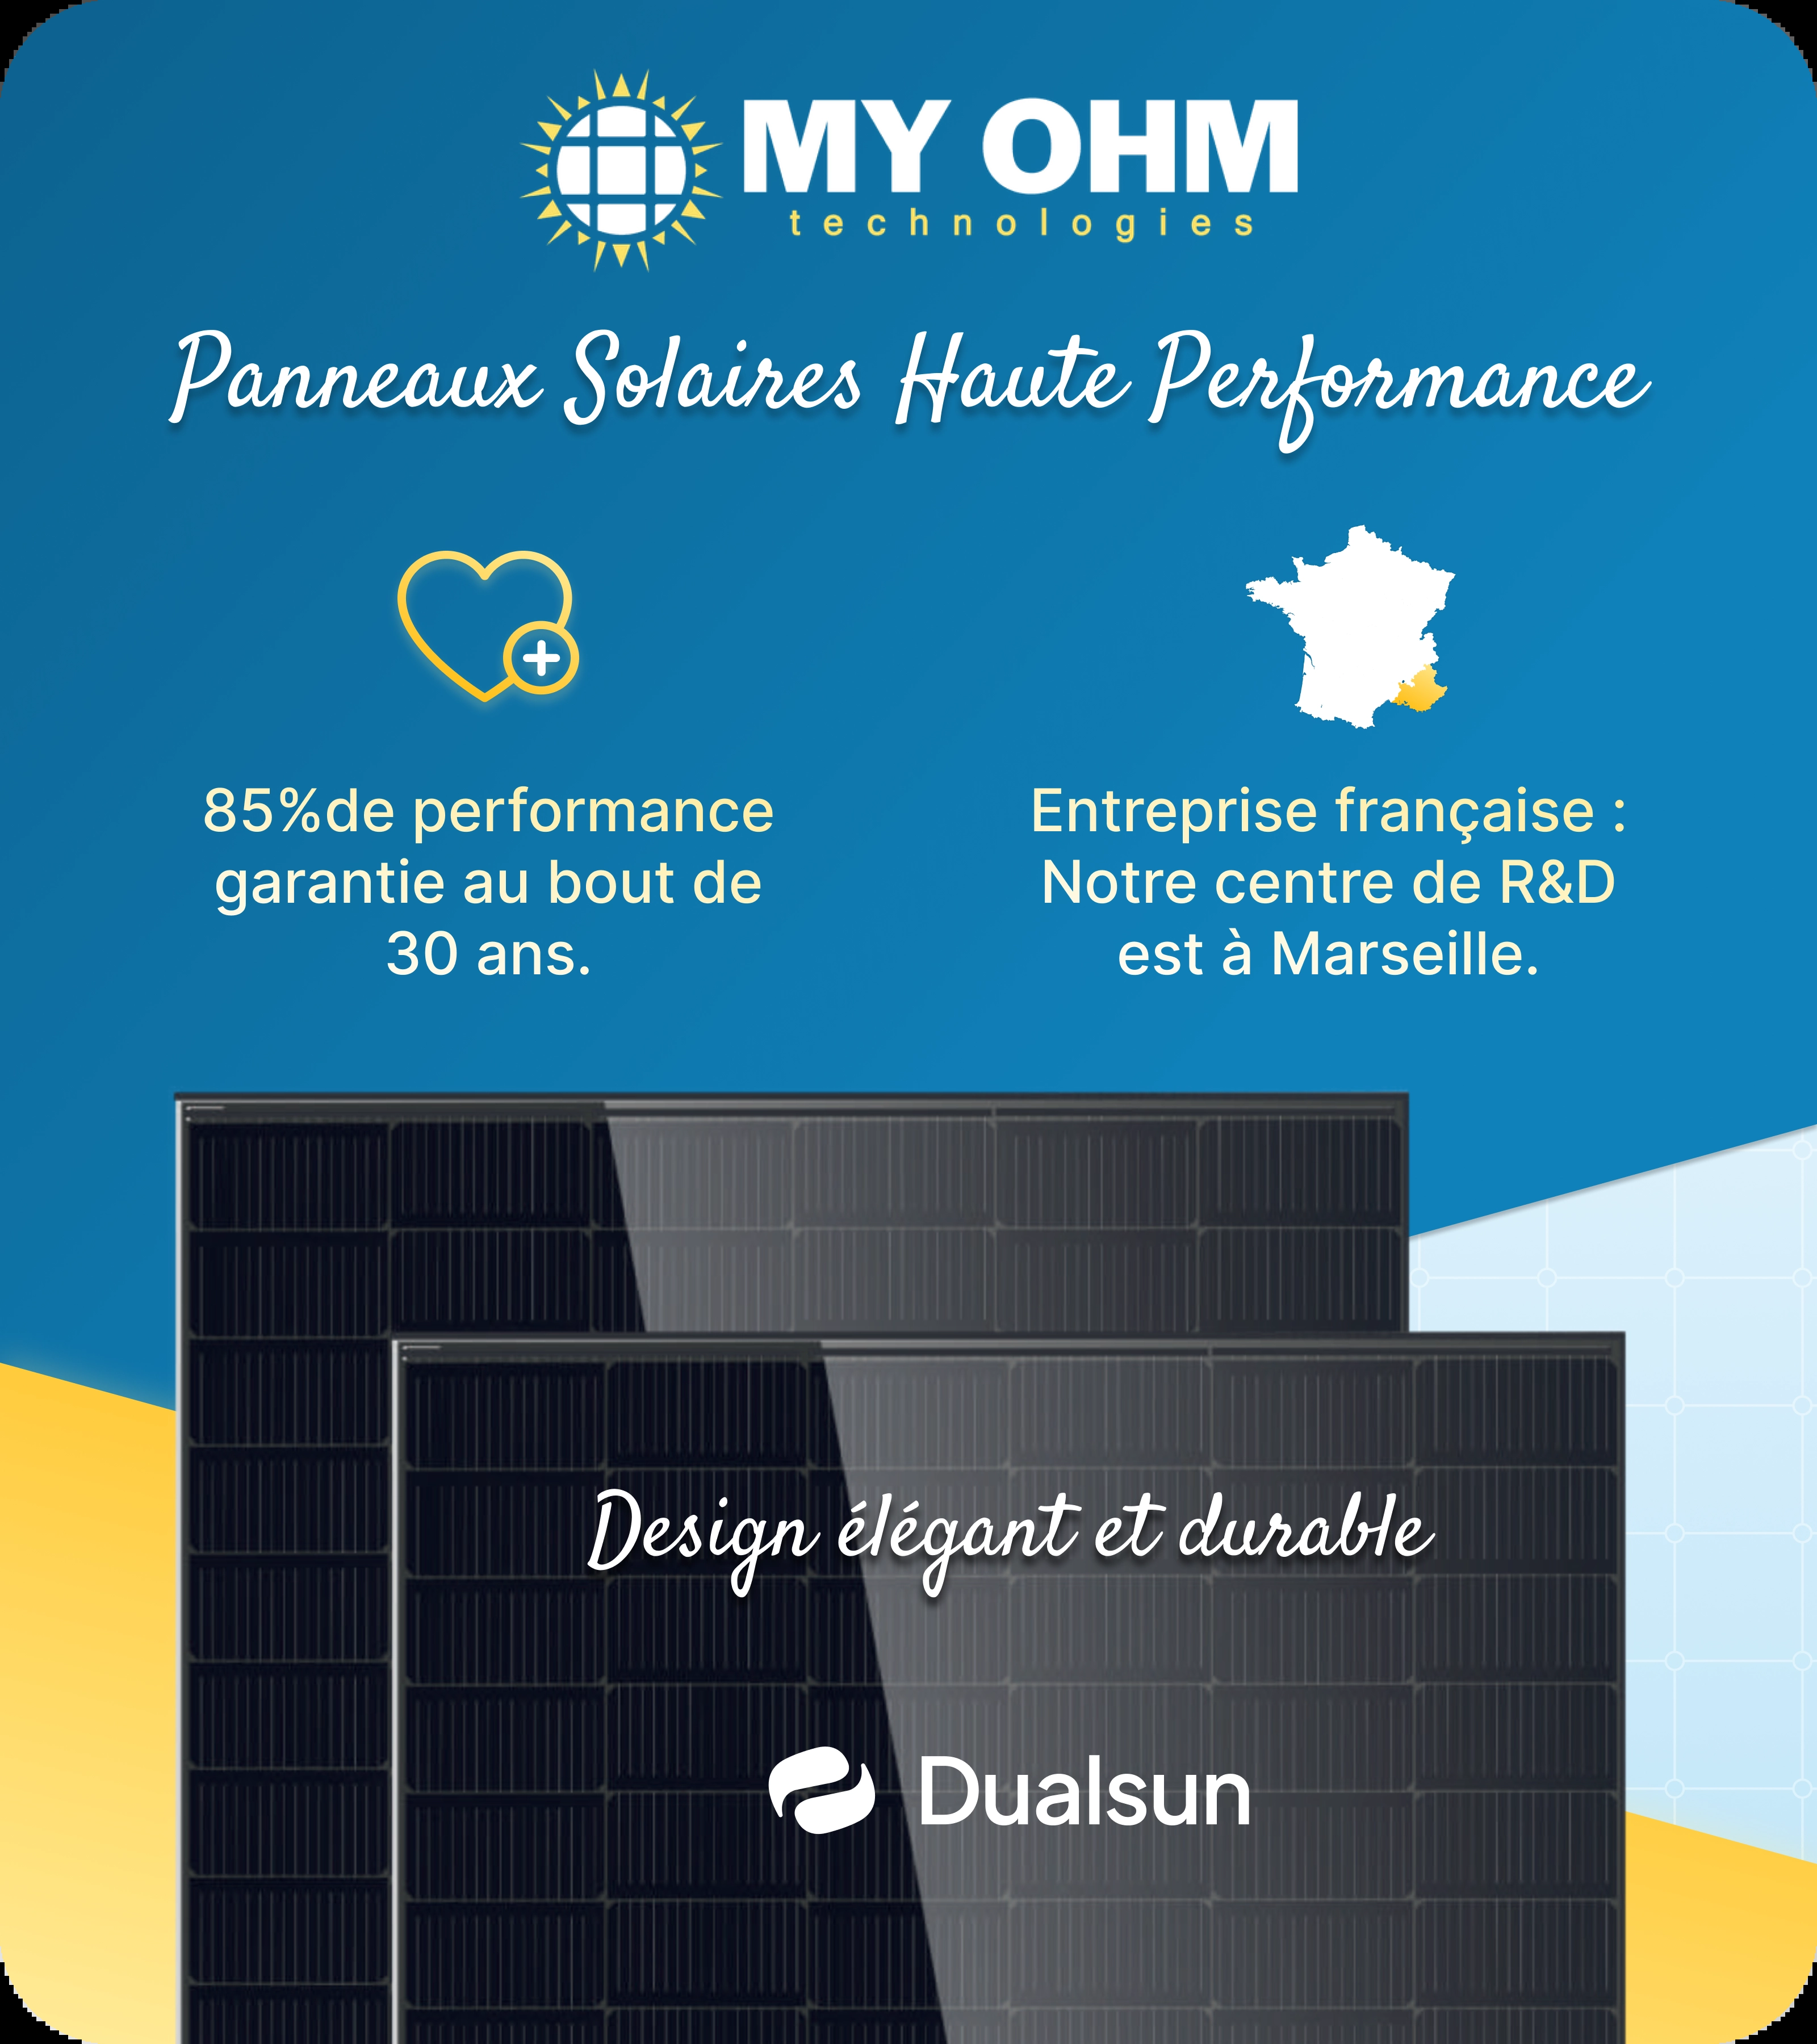 MY OHM
technologies
Panneaux Solaires Haute Performance
85%de performance
garantie au bout de
30 ans.
Entreprise française :
Notre centre de R&D
est à Marseille.
Design élégant et durable
Dualsun